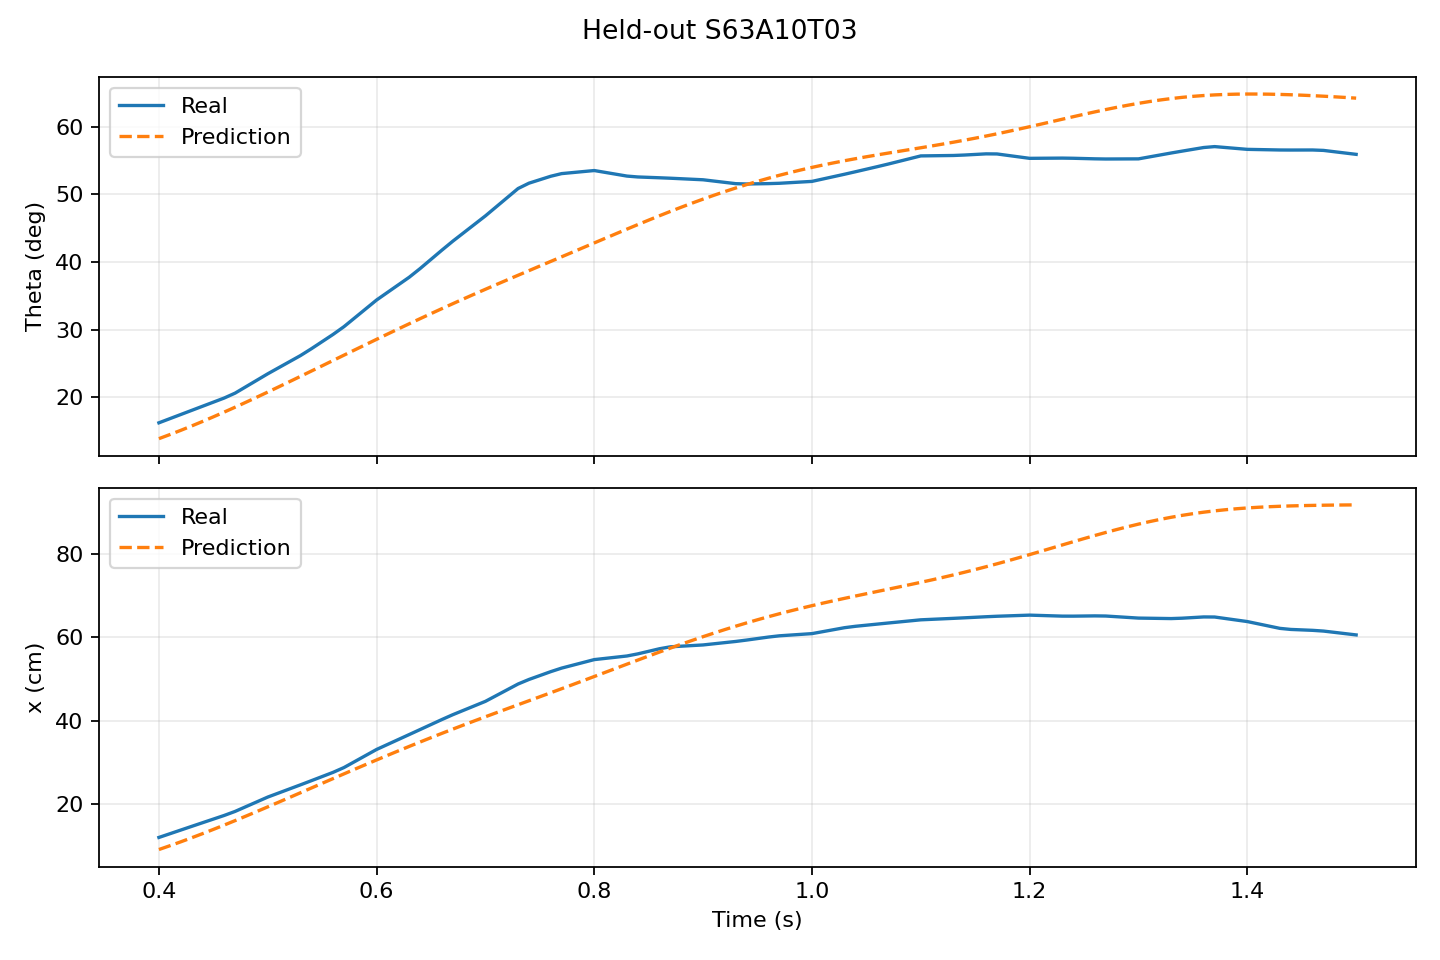 Held-out S63A10T03
Real
Prediction
Theta (deg)
60
50
40
30
20
Real
Prediction
x (cm)
80
60
40
20
0.4 0.6 0.8 1.0 1.2 1.4
Time (s)